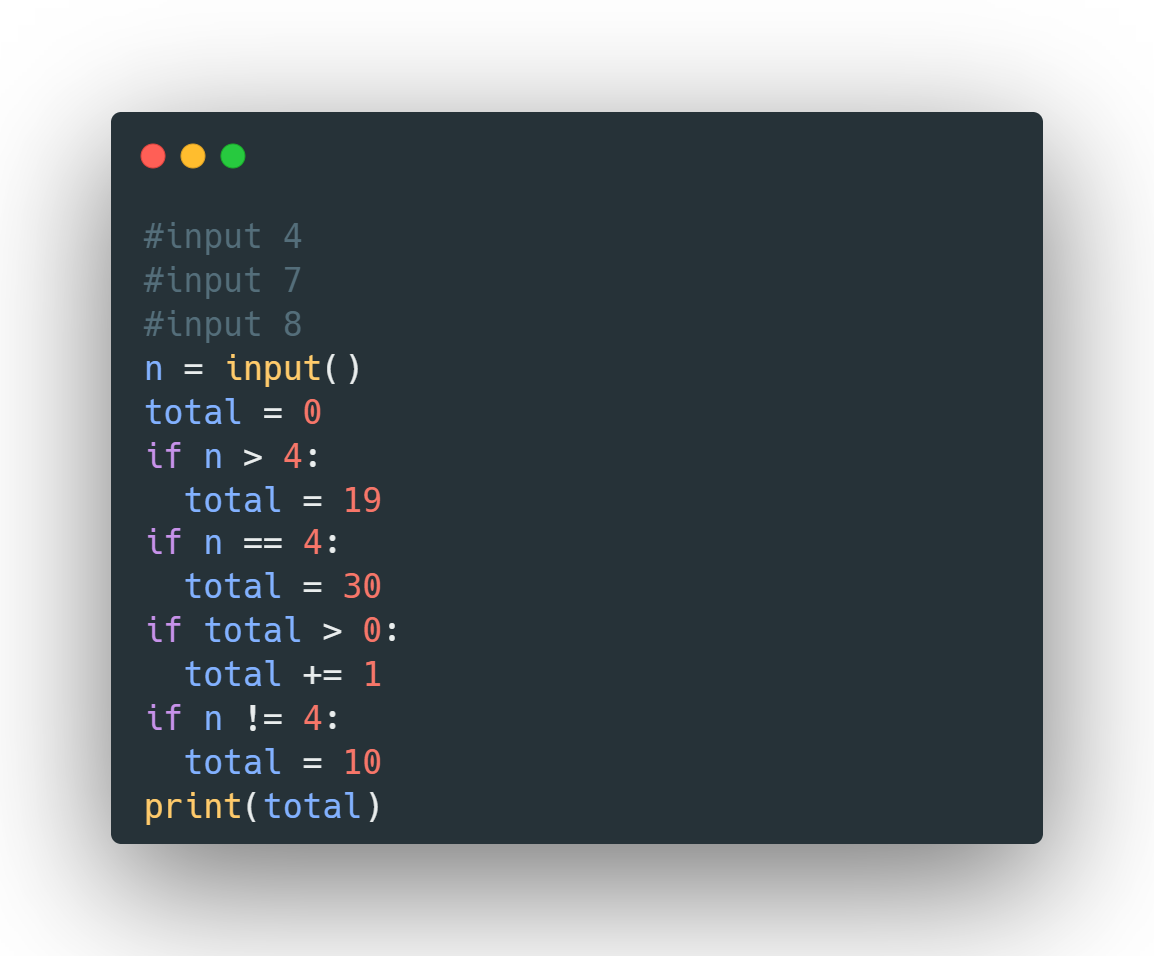 #input 4
#input 7
#input 8
n = input()
total = 0
if n > 4:
  total = 19
if n == 4:
  total = 30
if total > 0:
  total += 1
if n != 4:
  total = 10
print(total)